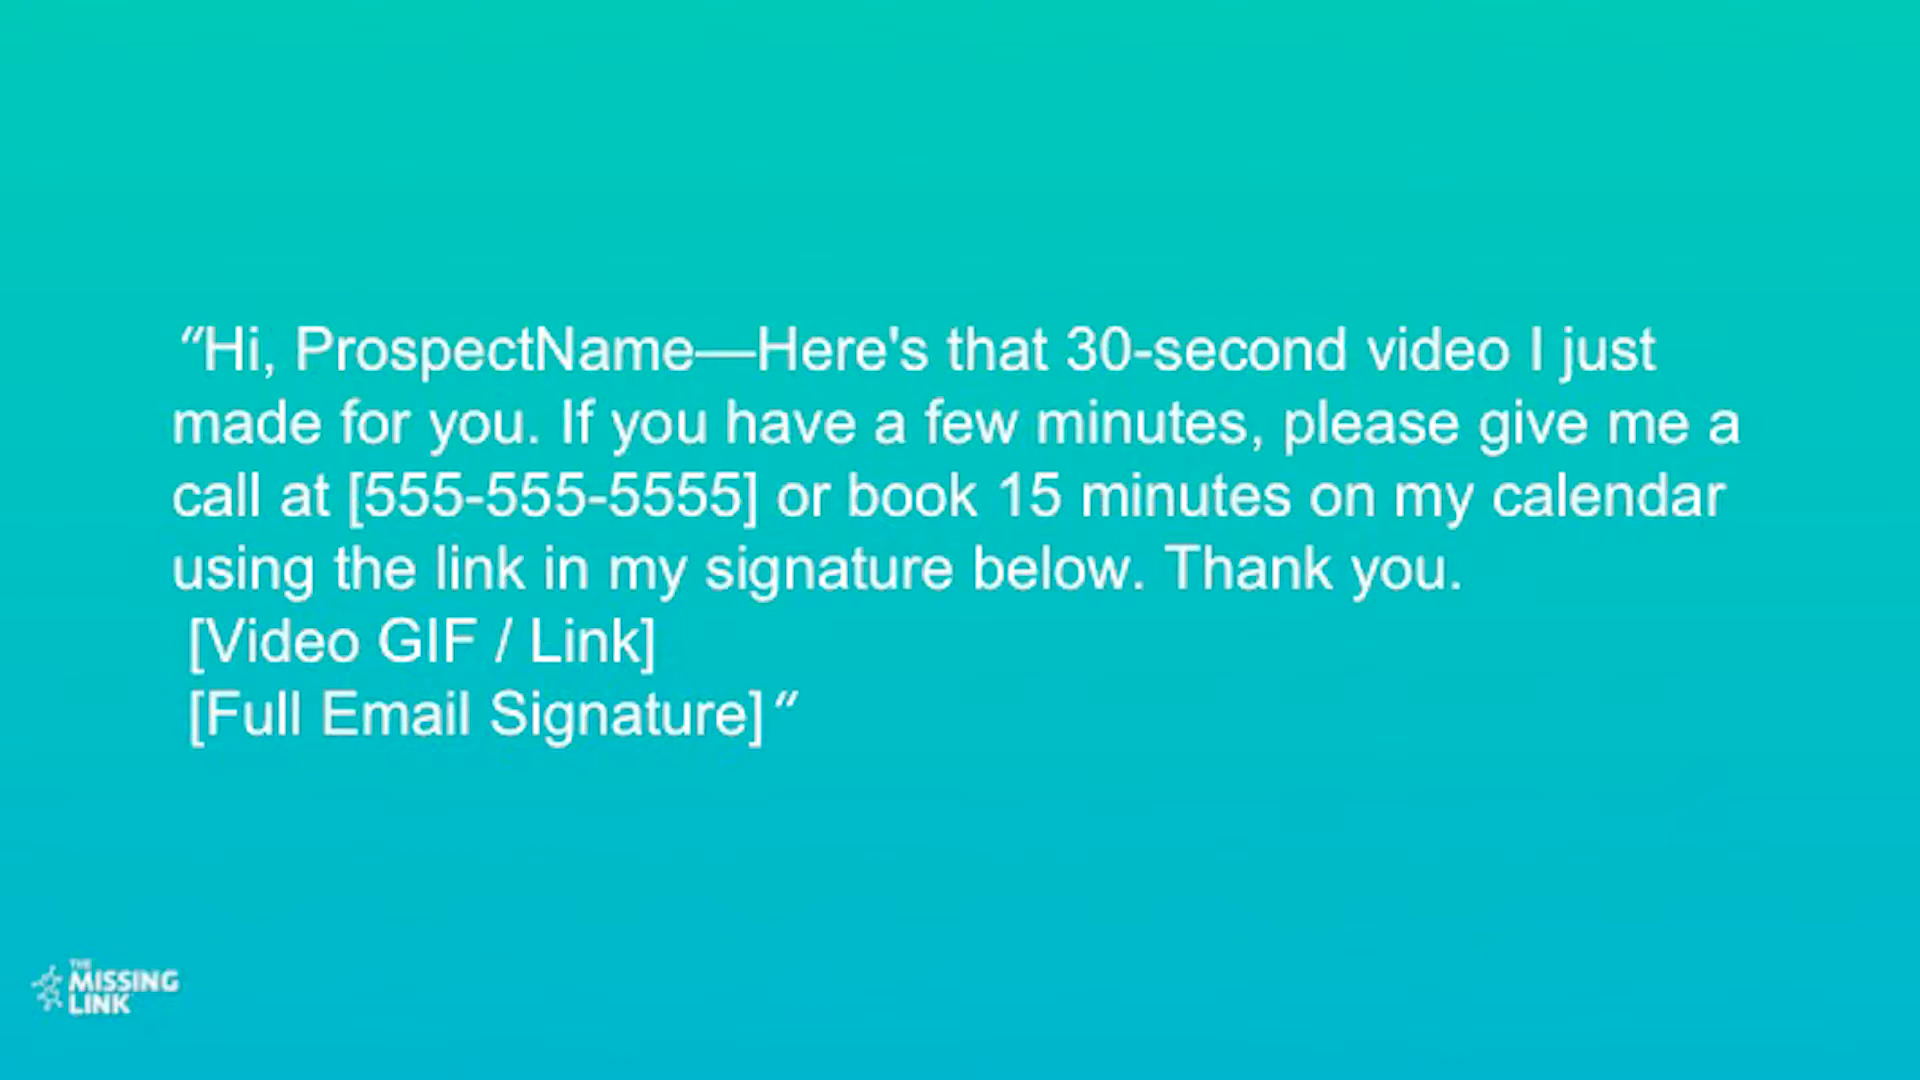 "Hi, ProspectName—Here's that 30-second video I just
made for you. If you have a few minutes, please give me a
call at [555-555-5555] or book 15 minutes on my calendar
using the link in my signature below. Thank you.
[Video GIF / Link]
[Full Email Signature]"
THE
MISSING
LINK